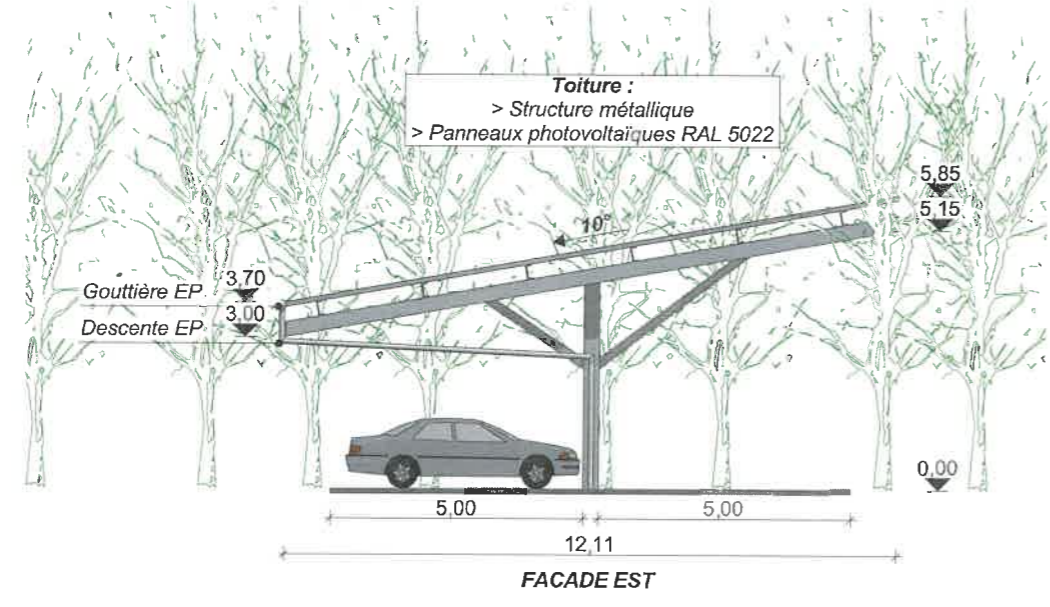 Toiture :
> Structure métallique
> Panneaux photovoltaïques RAL 5022
5,85
5,15
10°
3,70
Gouttière EP
3,00
Descente EP
0,00
5,00
5,00
12,11
FACADE EST